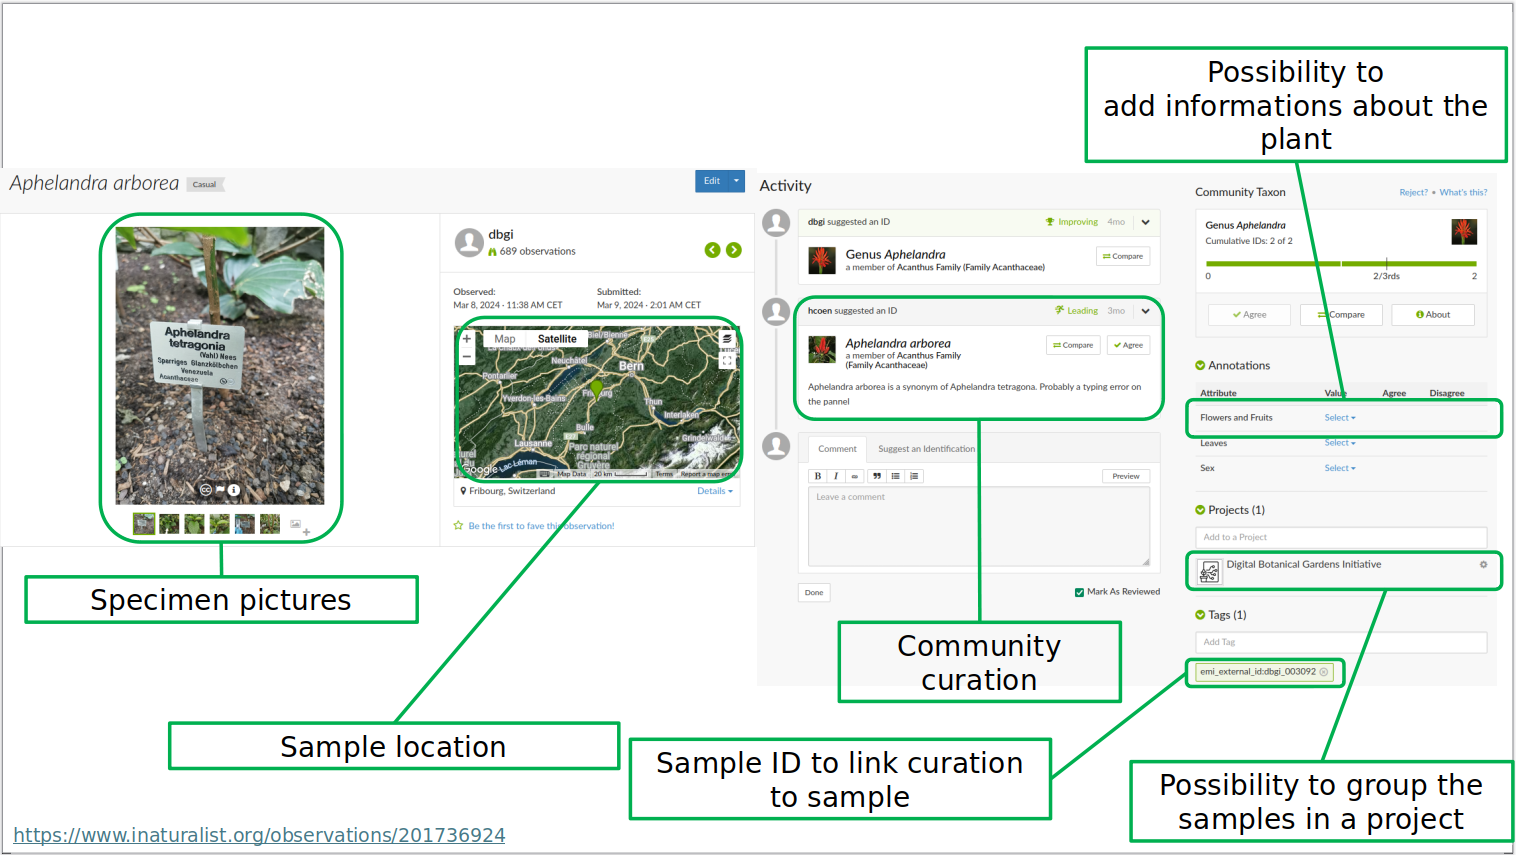 Possibility to
add informations about the
plant
Aphelandra arborea
Casual
Edit
Aphelandra
tetragonia
(Vahl) Nees
Sperriges Glanzkölbchen
Venezuela
Acanthaceae
dbgi
689 observations
Observed:
Submitted:
Mar 8, 2024 · 11:38 AM CET
Mar 9, 2024 · 2:01 AM CET
Map
Satellite
Biel/Bienne
Neuchâtel
Bern
Pontarlier
Fribourg
Yverdon-les-Bains
Thun
Interlaken
Bulle
Lausanne
Parc naturel
régional
Gruyère
Grindelwald
Lac Léman
Google
Map Data
20 km
Terms
Report a map error
Fribourg, Switzerland
Details
Be the first to fave this observation!
Activity
dbgi suggested an ID
Improving
4mo
Genus Aphelandra
a member of Acanthus Family (Family Acanthaceae)
Compare
hcoen suggested an ID
Leading
3mo
Aphelandra arborea
a member of Acanthus Family
(Family Acanthaceae)
Compare
Agree
Aphelandra arborea is a synonym of Aphelandra tetragona. Probably a typing error on
the pannel
Comment
Suggest an Identification
B
I
Preview
Leave a comment
Done
Mark As Reviewed
Community Taxon
Reject? • What's this?
Genus Aphelandra
Cumulative IDs: 2 of 2
0
2/3rds
2
Agree
Compare
About
Annotations
Attribute
Value
Agree
Disagree
Flowers and Fruits
Select
Leaves
Select
Sex
Select
Projects (1)
Add to a Project
Digital Botanical Gardens Initiative
Tags (1)
Add Tag
emi_external_id:dbgi_003092
Specimen pictures
Sample location
Community
curation
Sample ID to link curation
to sample
Possibility to group the
samples in a project
https://www.inaturalist.org/observations/201736924